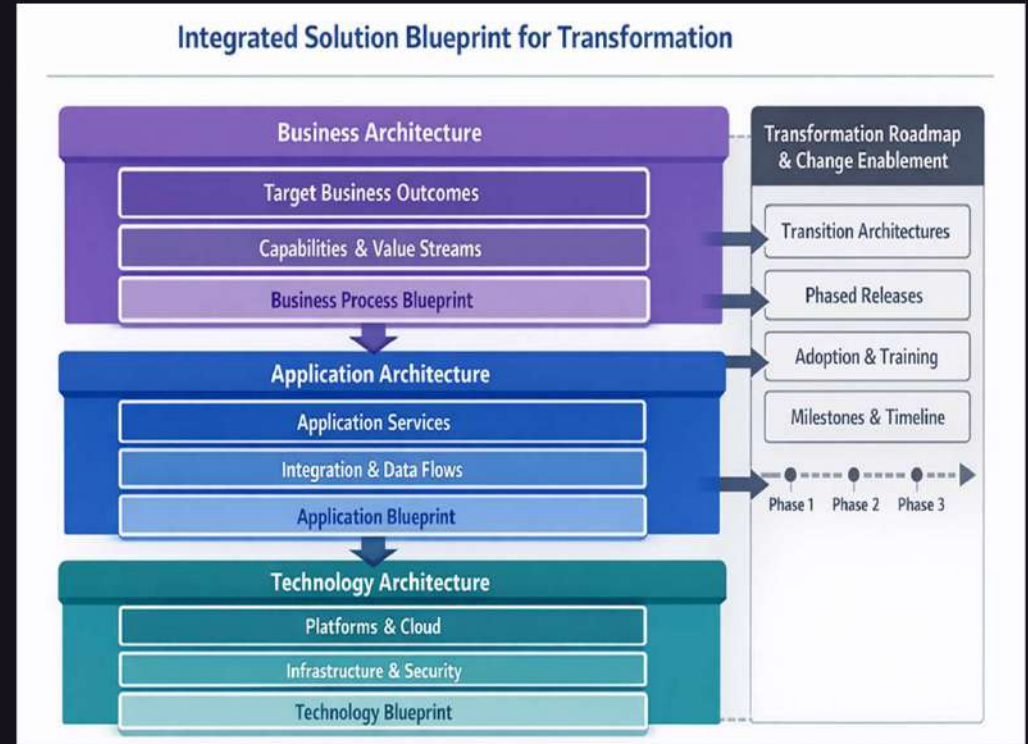 Integrated Solution Blueprint for Transformation
Business Architecture
Target Business Outcomes
Capabilities & Value Streams
Business Process Blueprint
Application Architecture
Application Services
Integration & Data Flows
Application Blueprint
Technology Architecture
Platforms & Cloud
Infrastructure & Security
Technology Blueprint
Transformation Roadmap
& Change Enablement
Transition Architectures
Phased Releases
Adoption & Training
Milestones & Timeline
Phase 1 Phase 2 Phase 3